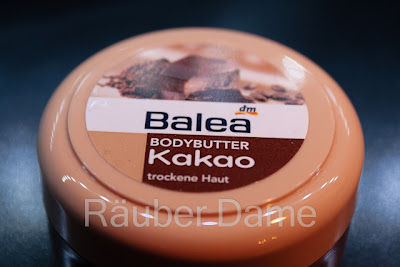 dm
Balea
BODYBUTTER
Kakao
trockene Haut
Räuber Dame